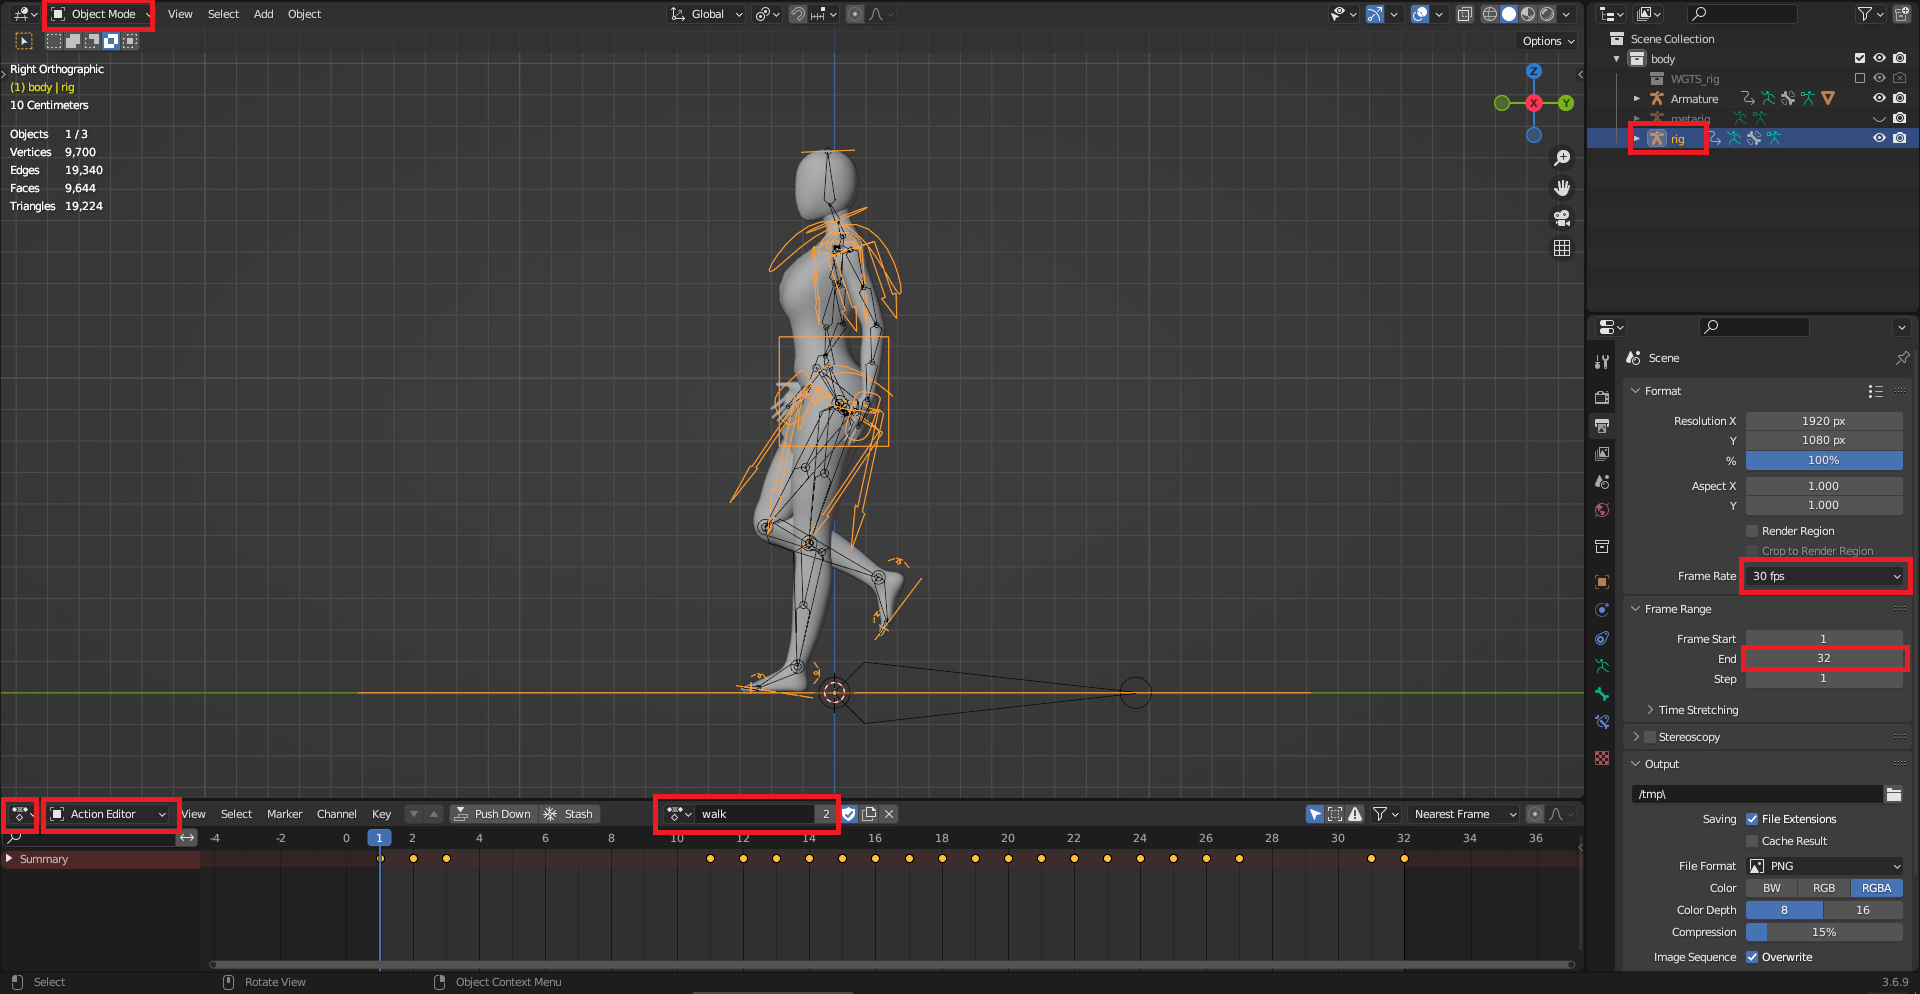 Object Mode View Select Add Object Global
Options
Right Orthographic
(1) body | rig
10 Centimeters
Objects 1 / 3
Vertices 9,700
Edges 19,340
Faces 9,644
Triangles 19,224
Z
X
Y
Scene Collection
body
WGTS_rig
Armature
metarig
rig
Scene
Format
Resolution X 1920 px
Y 1080 px
% 100%
Aspect X 1.000
Y 1.000
Render Region
Crop to Render Region
Frame Rate 30 fps
Frame Range
Frame Start 1
End 32
Step 1
Time Stretching
Stereoscopy
Output
/tmp\
Saving File Extensions
Cache Result
File Format PNG
Color BW RGB RGBA
Color Depth 8 16
Compression 15%
Image Sequence Overwrite
Action Editor View Select Marker Channel Key Push Down Stash walk 2 Nearest Frame
-4 -2 0 1 2 4 6 8 10 12 14 16 18 20 22 24 26 28 30 32 34 36
Summary
Select Rotate View Object Context Menu 3.6.9